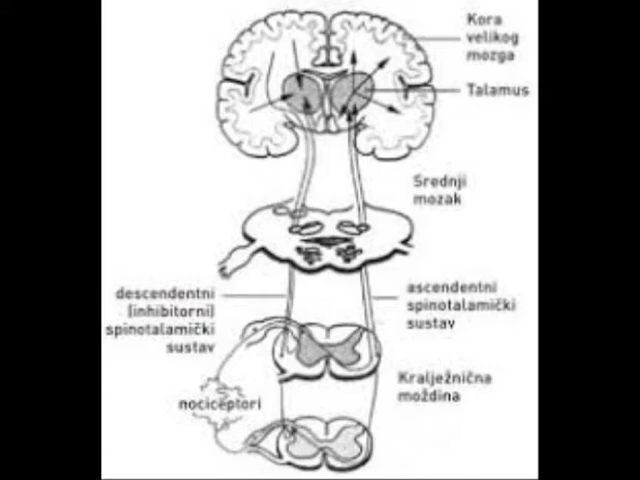 Kora
velikog
mozga
Talamus
Srednji
mozak
descendentni
(inhibitorni)
spinotalamički
sustav
ascendentni
spinotalamički
sustav
Kralježnična
moždina
nociceptori